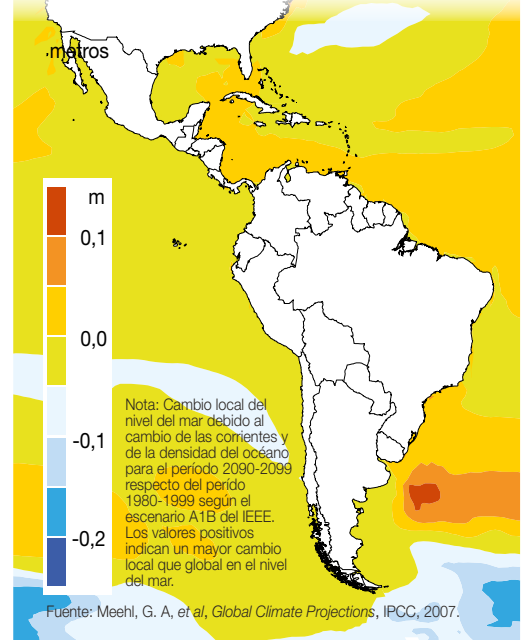 metros
m
0,1
0,0
-0,1
-0,2
Nota: Cambio local del
nivel del mar debido al
cambio de las corrientes y
de la densidad del océano
para el período 2090-2099
respecto del perído
1980-1999 según el
escenario A1B del IEEE.
Los valores positivos
indican un mayor cambio
local que global en el nivel
del mar.
Fuente: Meehl, G. A, et al, Global Climate Projections, IPCC, 2007.